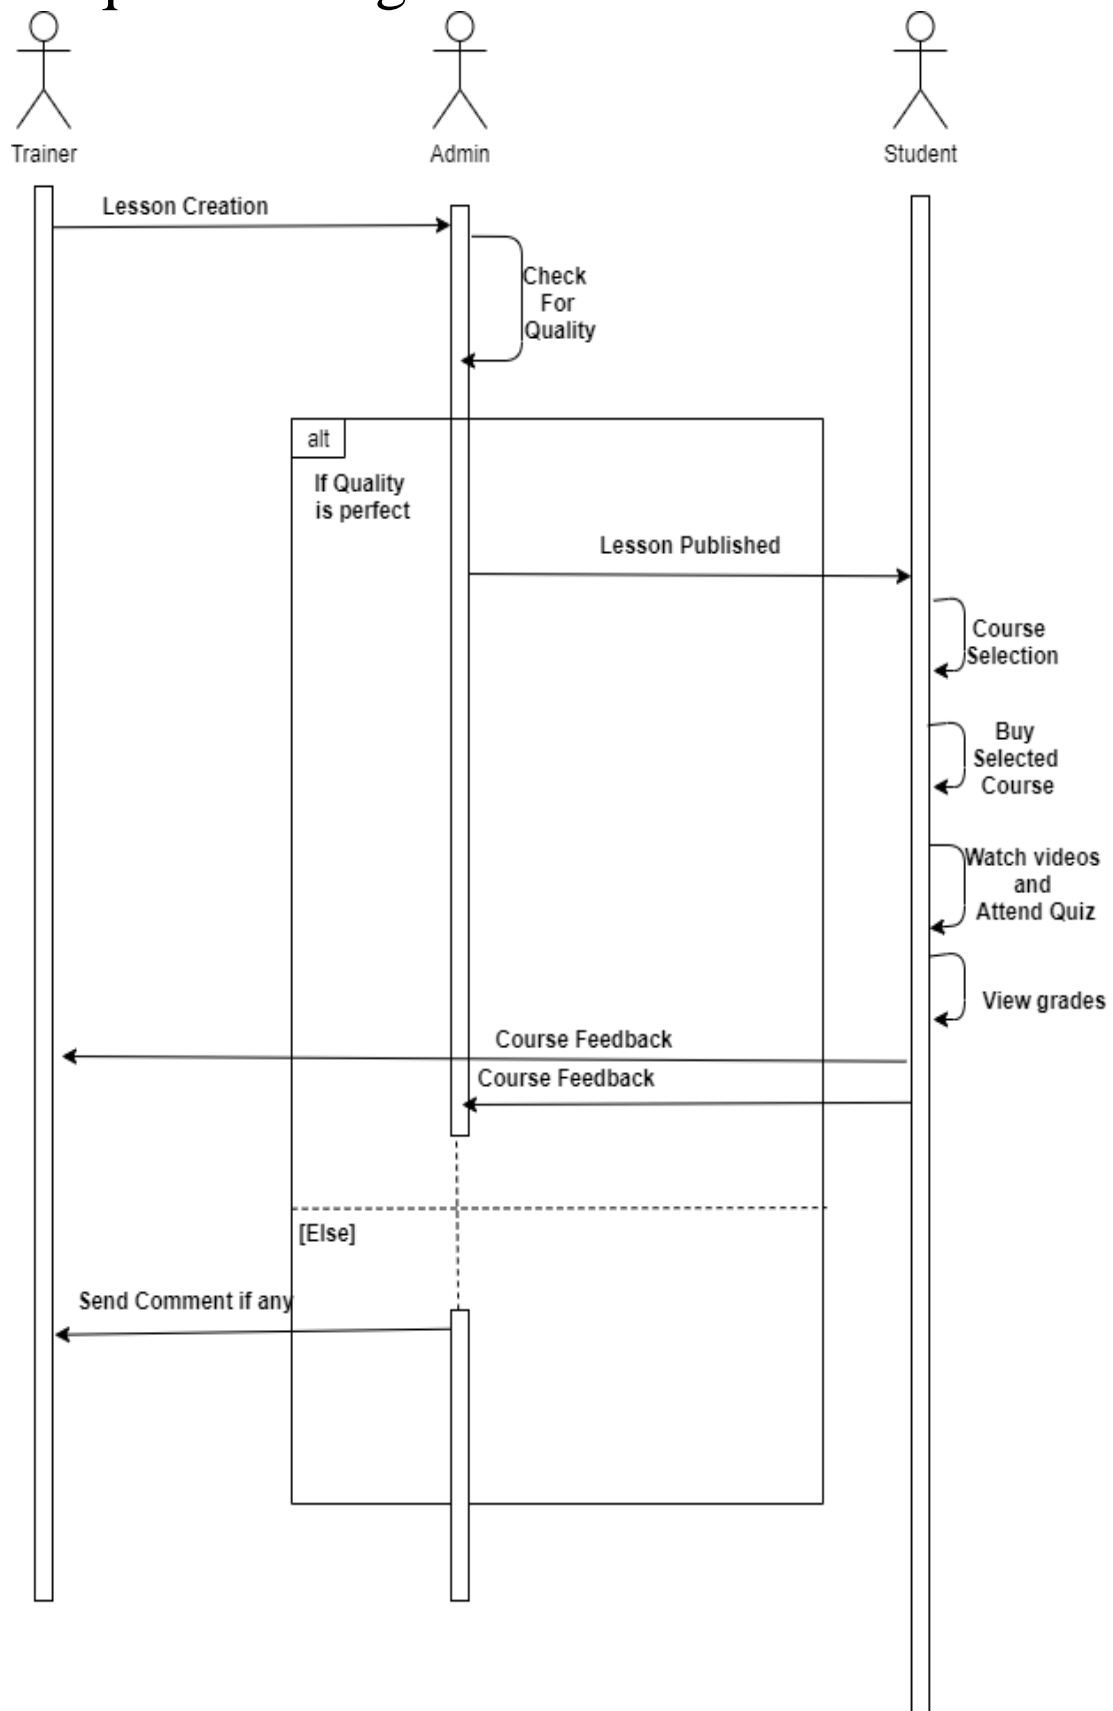 Trainer
Admin
Student
Lesson Creation
Check
For
Quality
alt
If Quality
is perfect
Lesson Published
Course
Selection
Buy
Selected
Course
Watch videos
and
Attend Quiz
View grades
Course Feedback
Course Feedback
[Else]
Send Comment if any